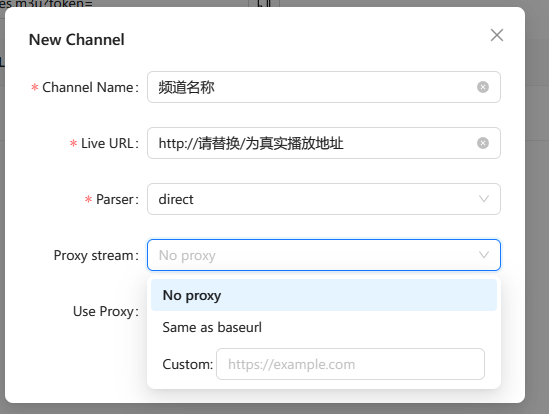 es.m3u?token=
New Channel
* Channel Name: 频道名称
* Live URL: http://请替换/为真实播放地址
* Parser: direct
Proxy stream: No proxy
No proxy
Use Proxy:
Same as baseurl
Custom: https://example.com